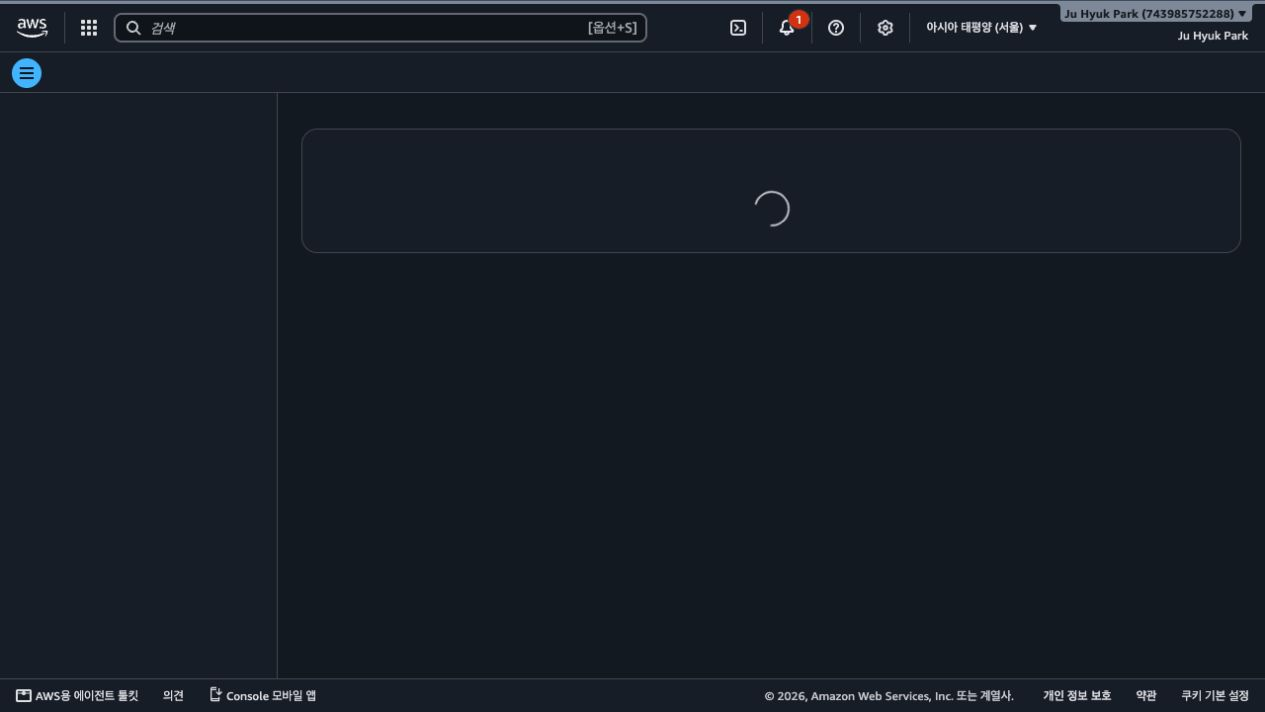 aws
검색
[옵션+S]
1
아시아 태평양 (서울)
Ju Hyuk Park (743985752288)
Ju Hyuk Park
AWS용 에이전트 툴킷
의견
Console 모바일 앱
© 2026, Amazon Web Services, Inc. 또는 계열사.
개인 정보 보호
약관
쿠키 기본 설정